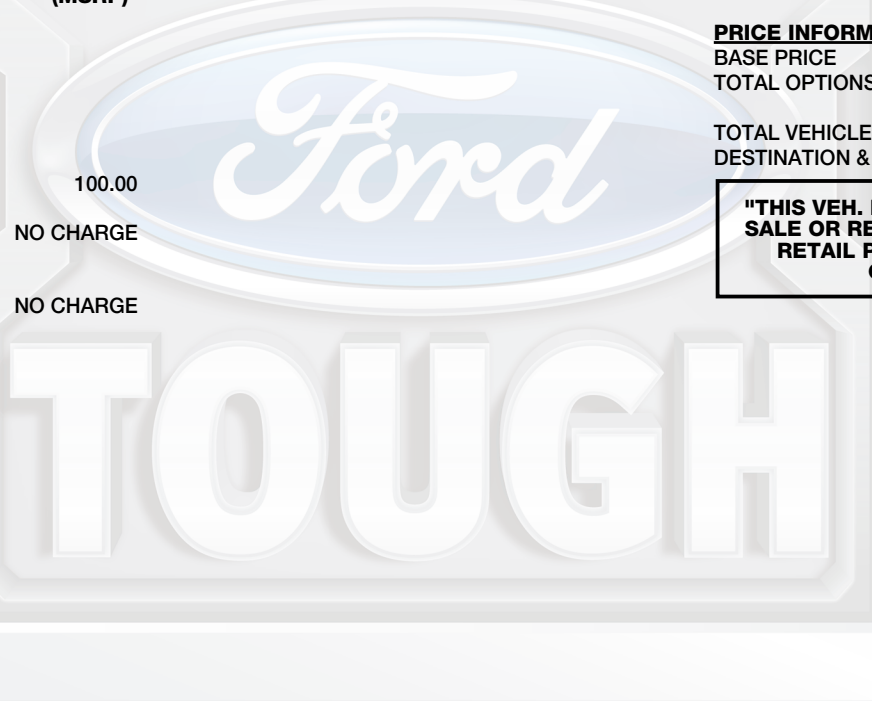 (MSRP)
100.00
NO CHARGE
NO CHARGE
PRICE INFORM
BASE PRICE
TOTAL OPTIONS
TOTAL VEHICLE
DESTINATION &
"THIS VEH.
SALE OR RE
RETAIL P
Ford
TOUGH